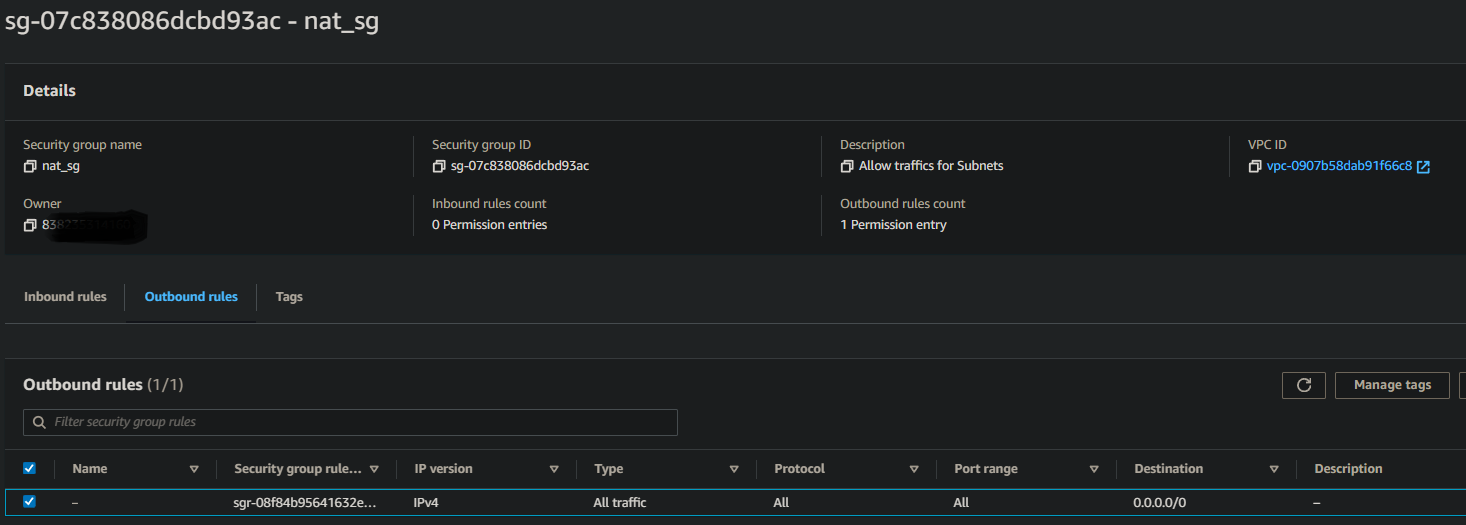 sg-07c838086dcbd93ac - nat_sg
Details
Security group name
nat_sg
Security group ID
sg-07c838086dcbd93ac
Description
Allow traffics for Subnets
VPC ID
vpc-0907b58dab91f66c8
Owner
Inbound rules count
0 Permission entries
Outbound rules count
1 Permission entry
Inbound rules Outbound rules Tags
Outbound rules (1/1)
Manage tags
Filter security group rules
Name Security group rule... IP version Type Protocol Port range Destination Description
– sgr-08f84b95641632e... IPv4 All traffic All All 0.0.0.0/0 –